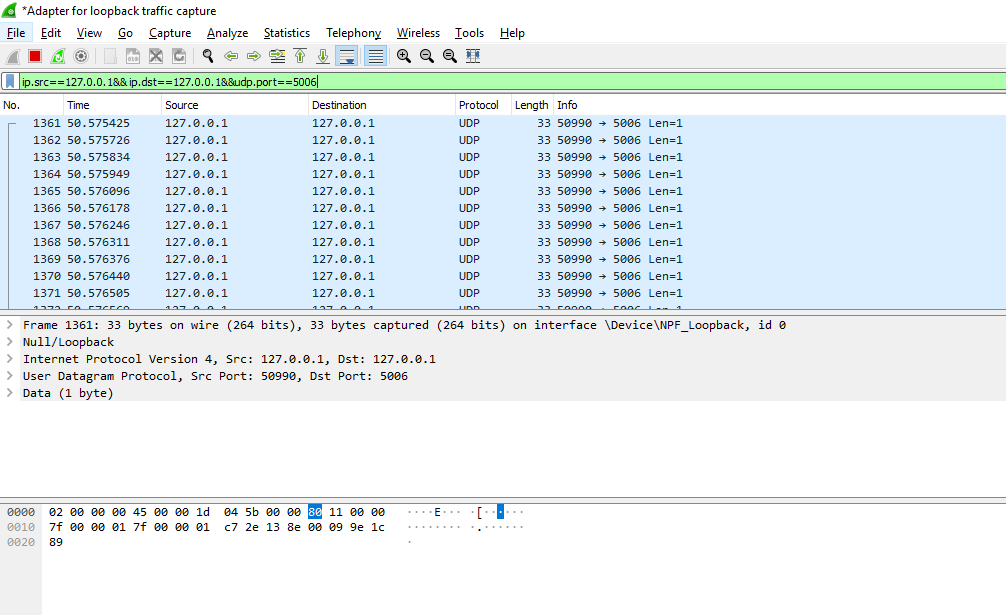 *Adapter for loopback traffic capture
File Edit View Go Capture Analyze Statistics Telephony Wireless Tools Help
ip.src==127.0.0.1&&ip.dst==127.0.0.1&&udp.port==5006
No. Time Source Destination Protocol Length Info
1361 50.575425 127.0.0.1 127.0.0.1 UDP 33 50990 → 5006 Len=1
1362 50.575726 127.0.0.1 127.0.0.1 UDP 33 50990 → 5006 Len=1
1363 50.575834 127.0.0.1 127.0.0.1 UDP 33 50990 → 5006 Len=1
1364 50.575949 127.0.0.1 127.0.0.1 UDP 33 50990 → 5006 Len=1
1365 50.576096 127.0.0.1 127.0.0.1 UDP 33 50990 → 5006 Len=1
1366 50.576178 127.0.0.1 127.0.0.1 UDP 33 50990 → 5006 Len=1
1367 50.576246 127.0.0.1 127.0.0.1 UDP 33 50990 → 5006 Len=1
1368 50.576311 127.0.0.1 127.0.0.1 UDP 33 50990 → 5006 Len=1
1369 50.576376 127.0.0.1 127.0.0.1 UDP 33 50990 → 5006 Len=1
1370 50.576440 127.0.0.1 127.0.0.1 UDP 33 50990 → 5006 Len=1
1371 50.576505 127.0.0.1 127.0.0.1 UDP 33 50990 → 5006 Len=1
Frame 1361: 33 bytes on wire (264 bits), 33 bytes captured (264 bits) on interface \Device\NPF_Loopback, id 0
Null/Loopback
Internet Protocol Version 4, Src: 127.0.0.1, Dst: 127.0.0.1
User Datagram Protocol, Src Port: 50990, Dst Port: 5006
Data (1 byte)
0000 02 00 00 00 45 00 00 1d 04 5b 00 00 80 11 00 00 ····E··· ·[······
0010 7f 00 00 01 7f 00 00 01 c7 2e 13 8e 00 09 9e 1c ········ ·.······
0020 89 ·